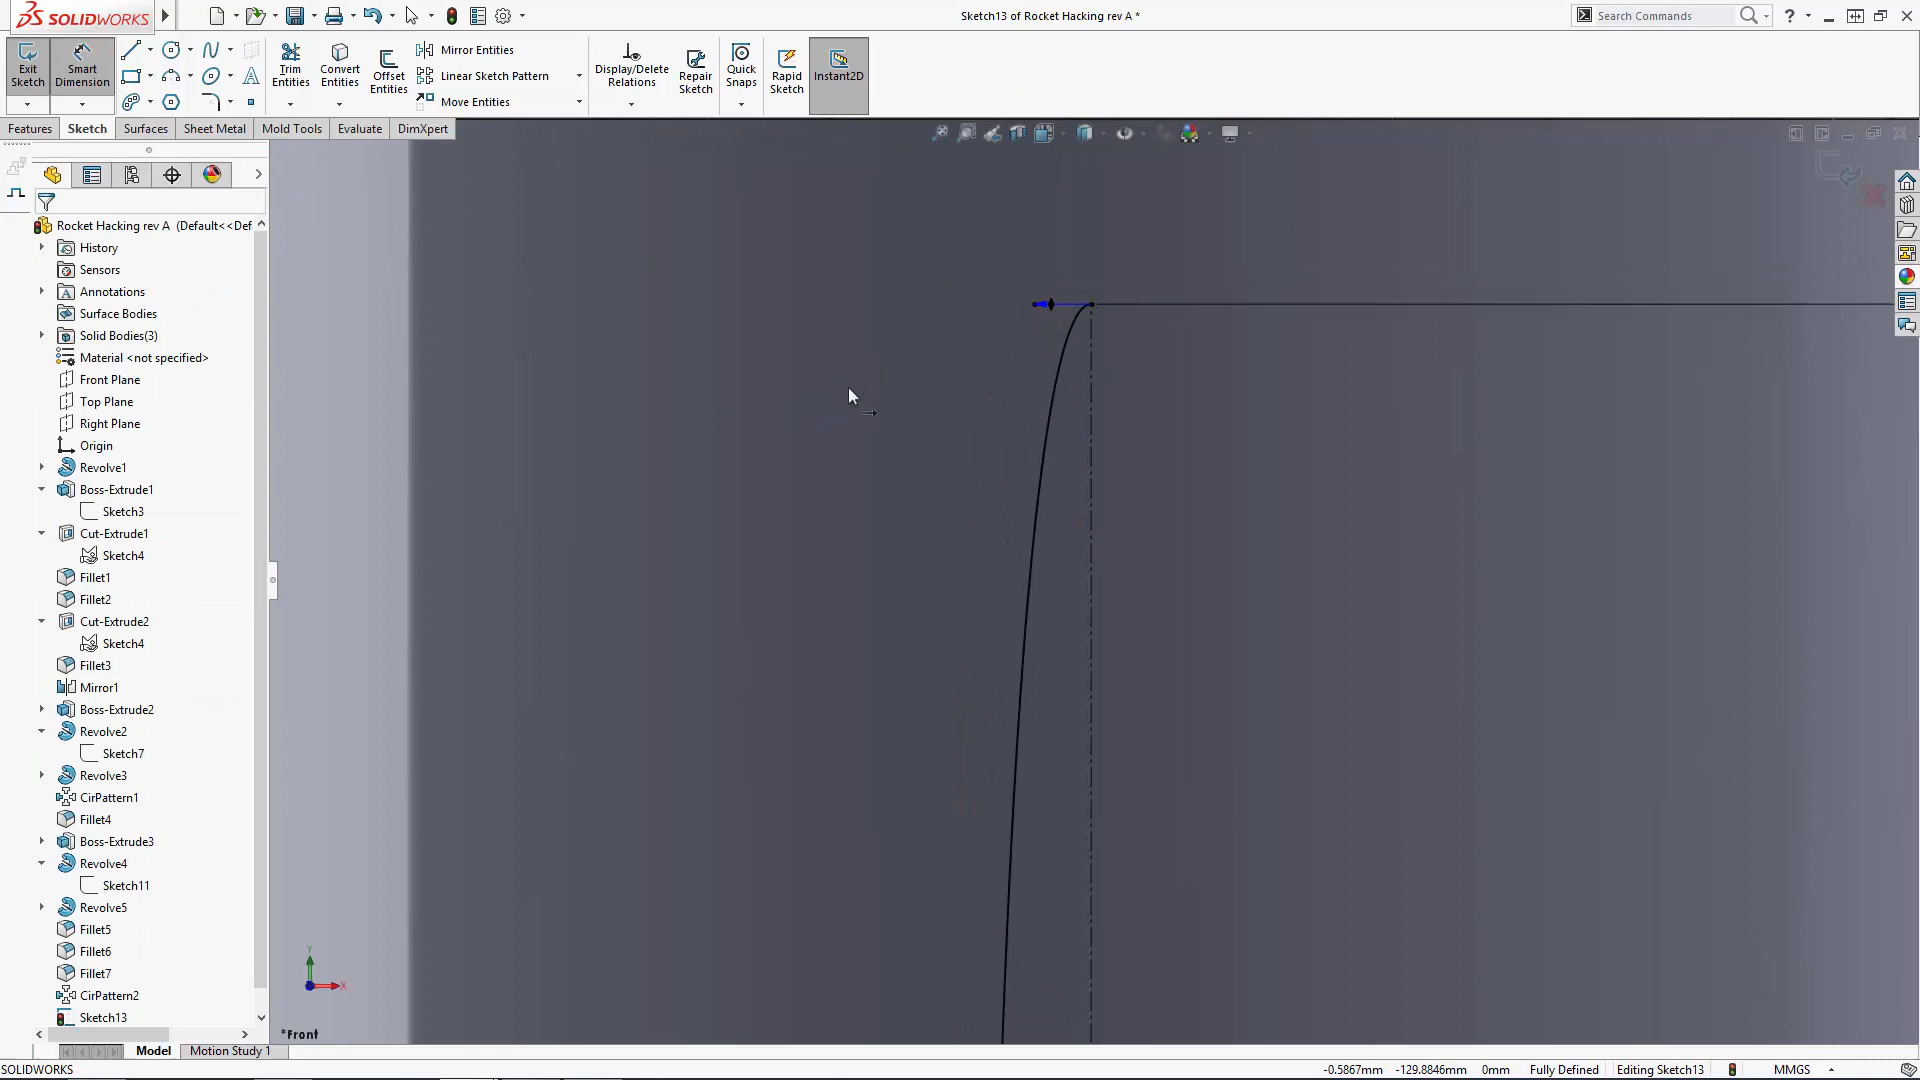 SOLIDWORKS
Sketch13 of Rocket Hacking rev A *
Search Commands
Exit Sketch
Smart Dimension
Trim Entities
Convert Entities
Offset Entities
Mirror Entities
Linear Sketch Pattern
Move Entities
Display/Delete Relations
Repair Sketch
Quick Snaps
Rapid Sketch
Instant2D
Features
Sketch
Surfaces
Sheet Metal
Mold Tools
Evaluate
DimXpert
Rocket Hacking rev A (Default<<Def
History
Sensors
Annotations
Surface Bodies
Solid Bodies(3)
Material <not specified>
Front Plane
Top Plane
Right Plane
Origin
Revolve1
Boss-Extrude1
Sketch3
Cut-Extrude1
Sketch4
Fillet1
Fillet2
Cut-Extrude2
Sketch4
Fillet3
Mirror1
Boss-Extrude2
Revolve2
Sketch7
Revolve3
CirPattern1
Fillet4
Boss-Extrude3
Revolve4
Sketch11
Revolve5
Fillet5
Fillet6
Fillet7
CirPattern2
Sketch13
Y
X
*Front
Model
Motion Study 1
SOLIDWORKS
-0.5867mm
-129.8846mm
0mm
Fully Defined
Editing Sketch13
MMGS